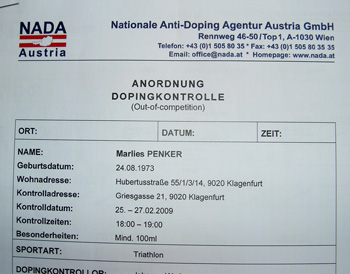 NADA
Austria
Nationale Anti-Doping Agentur Austria GmbH
Rennweg 46-50 / Top 1, A-1030 Wien
Telefon: +43 (0)1 505 80 35 * Fax: +43 (0)1 505 80 35 35
Email: office@nada.at * Homepage: www.nada.at
ANORDNUNG
DOPINGKONTROLLE
(Out-of-competition)
ORT: DATUM: ZEIT:
NAME: Marlies PENKER
Geburtsdatum: 24.08.1973
Wohnadresse: Hubertusstraße 55/1/3/14, 9020 Klagenfurt
Kontrolladresse: Griesgasse 21, 9020 Klagenfurt
Kontrolldatum: 25. – 27.02.2009
Kontrollzeiten: 18:00 – 19:00
Besonderheiten: Mind. 100ml
SPORTART: Triathlon
DOPINGKONTROLLOR: